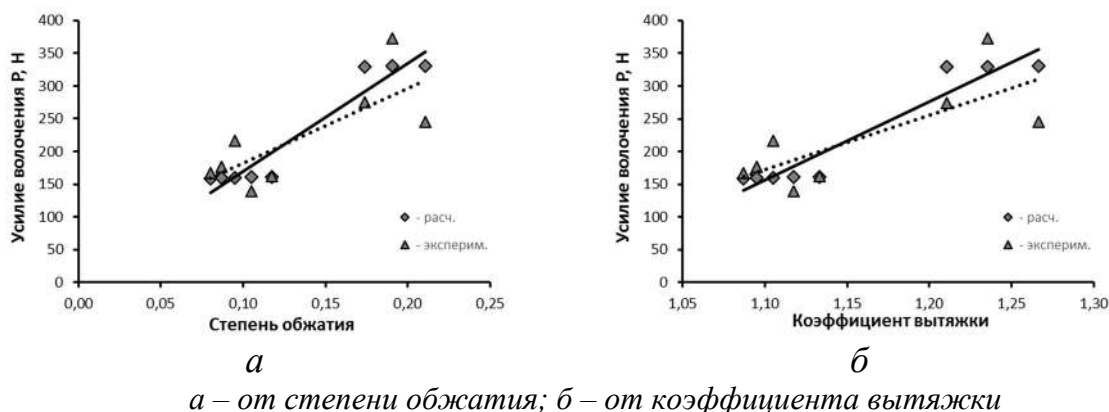 Усилие волочения P, H
400
350
300
250
200
150
100
50
0
0,00 0,05 0,10 0,15 0,20 0,25
Степень обжатия
- расч.
- эксперим.
а
Усилие волочения P, H
400
350
300
250
200
150
100
50
0
1,05 1,10 1,15 1,20 1,25 1,30
Коэффициент вытяжки
- расч.
- эксперим.
б
а – от степени обжатия; б – от коэффициента вытяжки